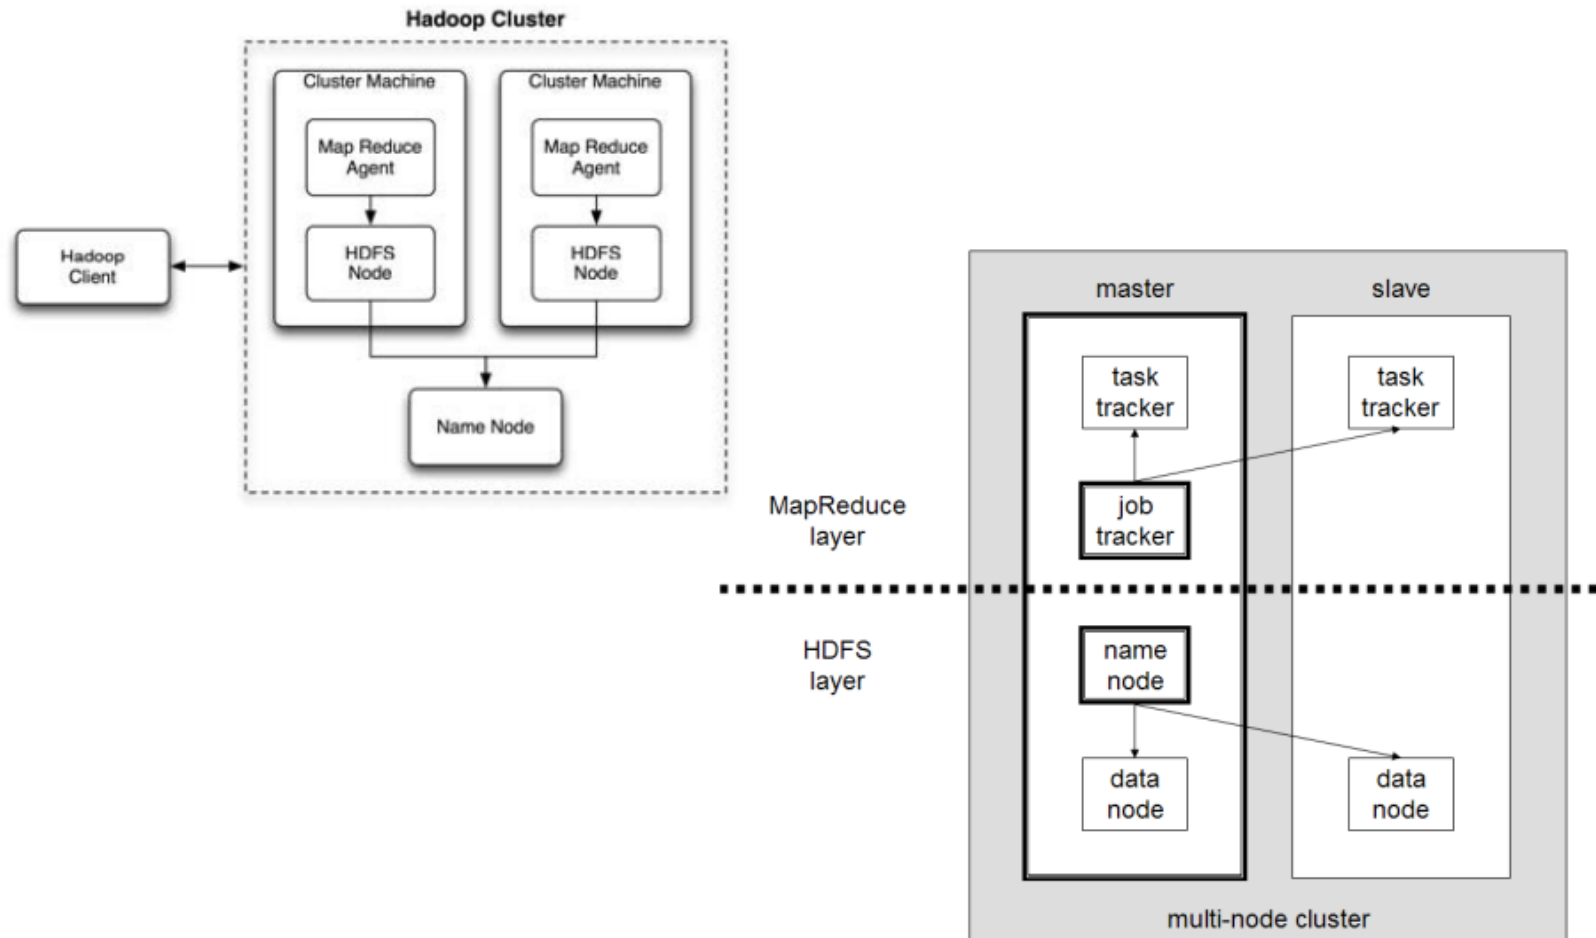 Hadoop Cluster
Cluster Machine
Map Reduce
Agent
HDFS
Node
Cluster Machine
Map Reduce
Agent
HDFS
Node
Hadoop
Client
Name Node
master
slave
task
tracker
task
tracker
job
tracker
MapReduce
layer
HDFS
layer
name
node
data
node
data
node
multi-node cluster